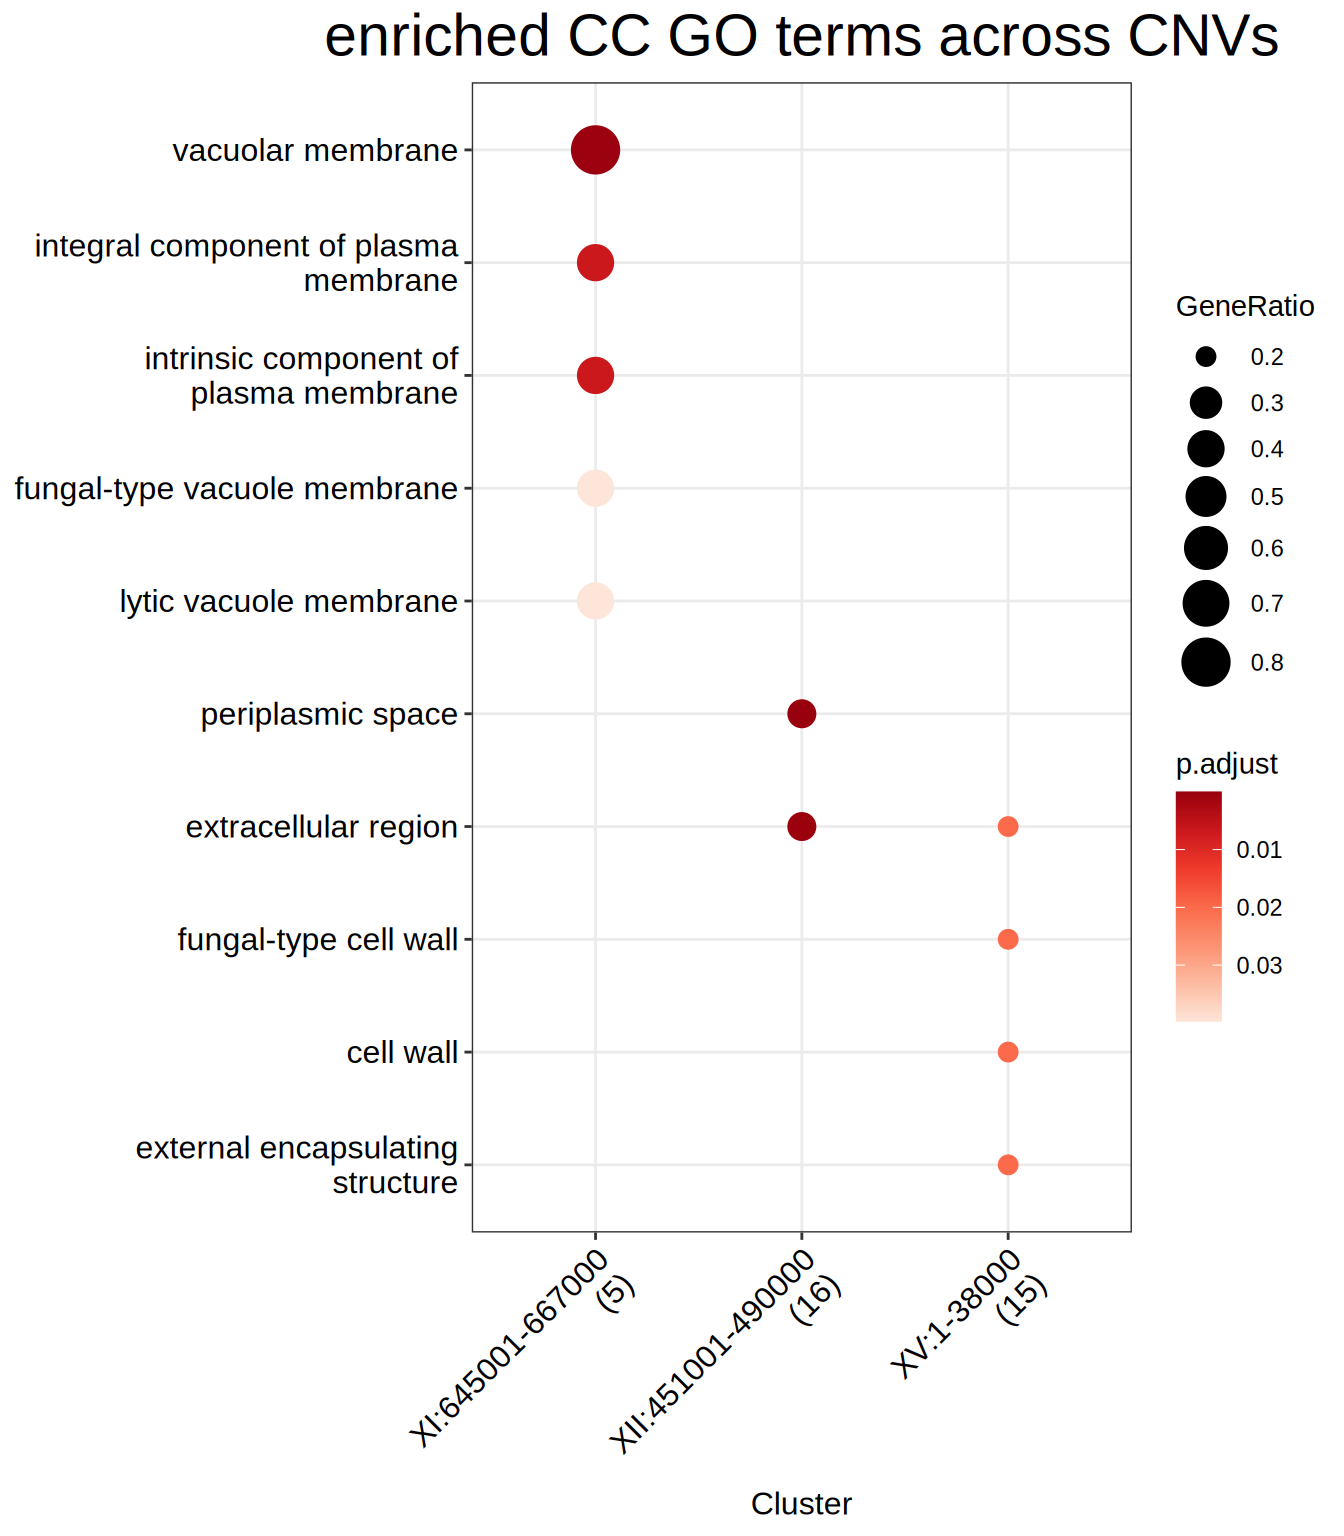 enriched CC GO terms across CNVs
vacuolar membrane
integral component of plasma
membrane
intrinsic component of
plasma membrane
fungal-type vacuole membrane
lytic vacuole membrane
periplasmic space
extracellular region
fungal-type cell wall
cell wall
external encapsulating
structure
XI:645001-667000
(5)
XII:451001-490000
(16)
XV:1-38000
(15)
Cluster
GeneRatio
0.2
0.3
0.4
0.5
0.6
0.7
0.8
p.adjust
0.01
0.02
0.03